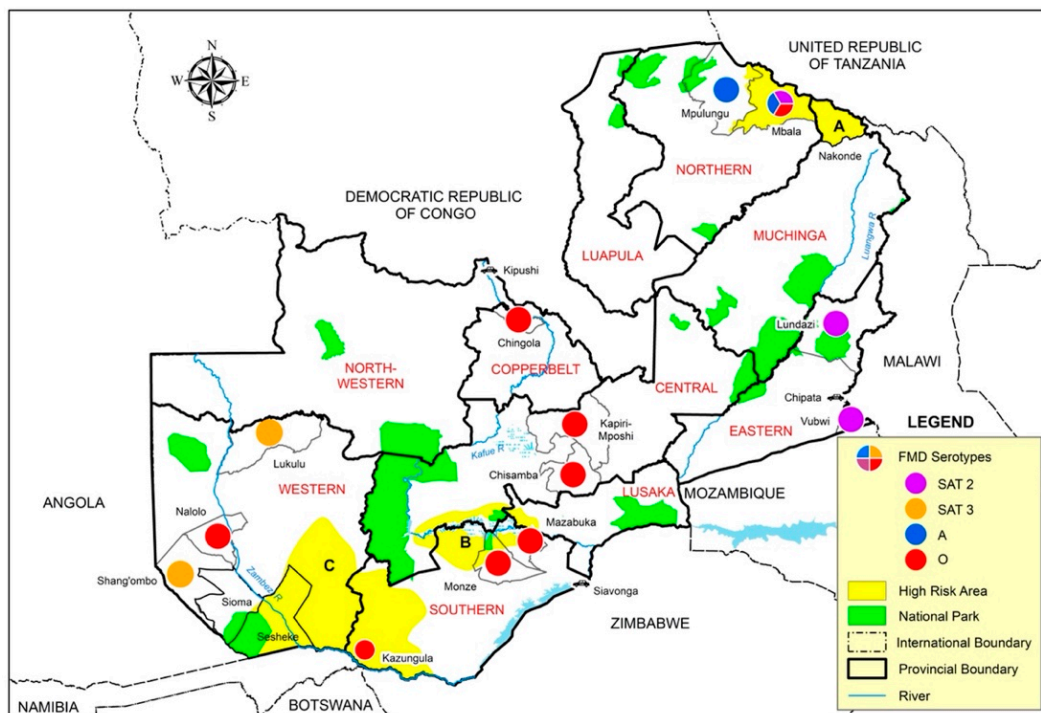 N
W
E
S
UNITED REPUBLIC
OF TANZANIA
Mpulungu
Mbala
A
Nakonde
NORTHERN
DEMOCRATIC REPUBLIC
OF CONGO
MUCHINGA
Luangwa R
LUAPULA
Kipushi
Chingola
Lundazi
NORTH-
WESTERN
COPPERBELT
CENTRAL
MALAWI
Chipata
EASTERN
Vubwi
Kapiri-
Mposhi
Kafue R
Lukulu
WESTERN
Chisamba
LUSAKA
MOZAMBIQUE
ANGOLA
Nalolo
Mazabuka
B
C
Monze
Shang'ombo
Zambezi R
Sioma
SOUTHERN
Siavonga
ZIMBABWE
Sesheke
Kazungula
NAMIBIA
BOTSWANA
LEGEND
FMD Serotypes
SAT 2
SAT 3
A
O
High Risk Area
National Park
International Boundary
Provincial Boundary
River